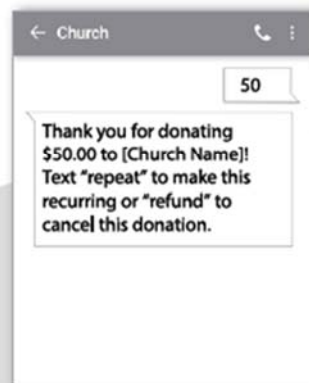 Church
50
Thank you for donating
$50.00 to [Church Name]!
Text “repeat” to make this
recurring or “refund” to
cancel this donation.